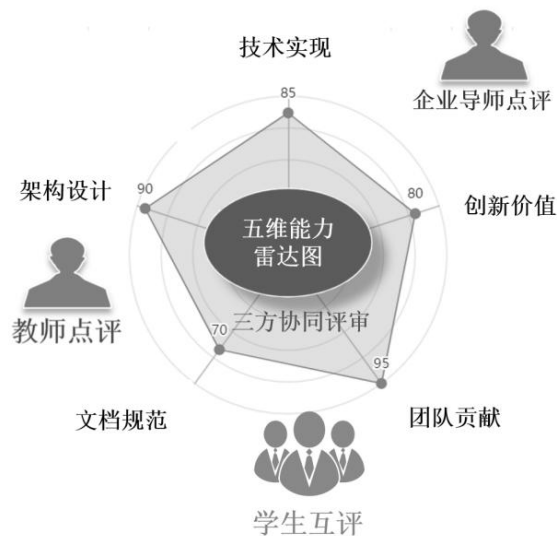 技术实现
企业导师点评
85
架构设计
90
80
创新价值
五维能力
雷达图
教师点评
三方协同评审
70
95
文档规范
团队贡献
学生互评